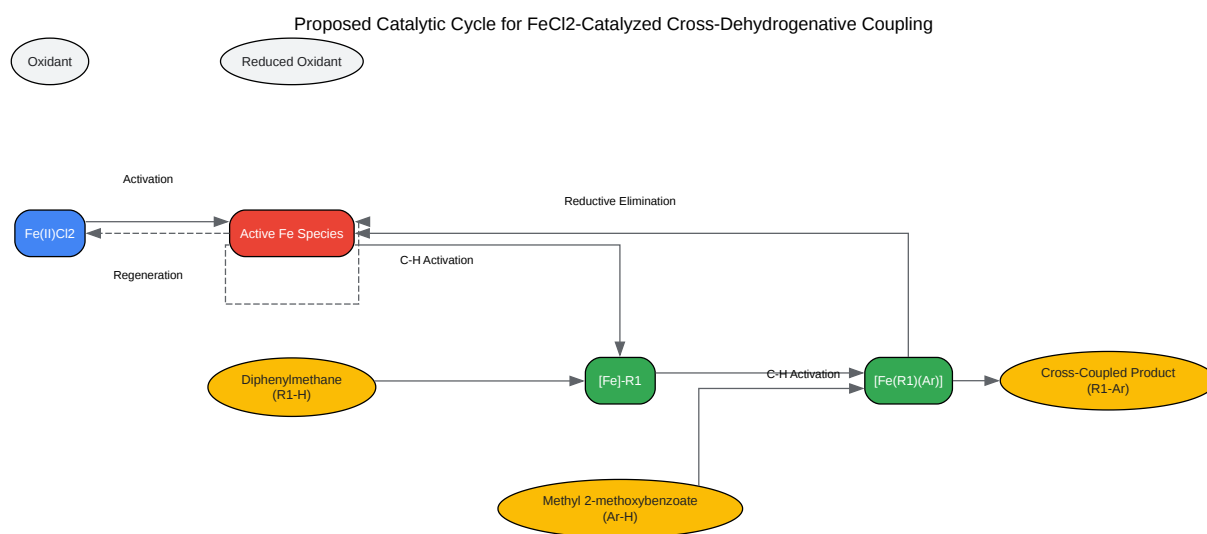 Proposed Catalytic Cycle for FeCl2-Catalyzed Cross-Dehydrogenative Coupling
Oxidant
Reduced Oxidant
Activation
Reductive Elimination
Fe(II)Cl2
Active Fe Species
C-H Activation
Regeneration
Diphenylmethane
(R1-H)
[Fe]-R1
C-H Activation
[Fe(R1)(Ar)]
Cross-Coupled Product
(R1-Ar)
Methyl 2-methoxybenzoate
(Ar-H)